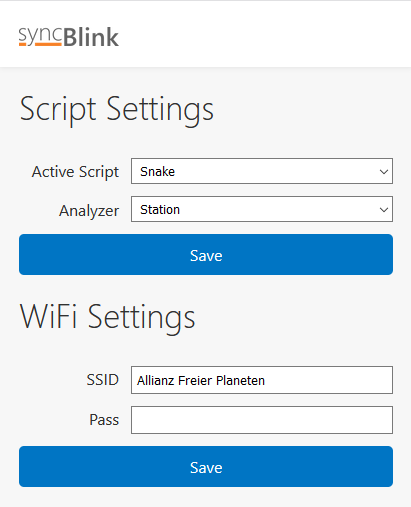 syncBlink
Script Settings
Active Script Snake
Analyzer Station
Save
WiFi Settings
SSID Allianz Freier Planeten
Pass
Save